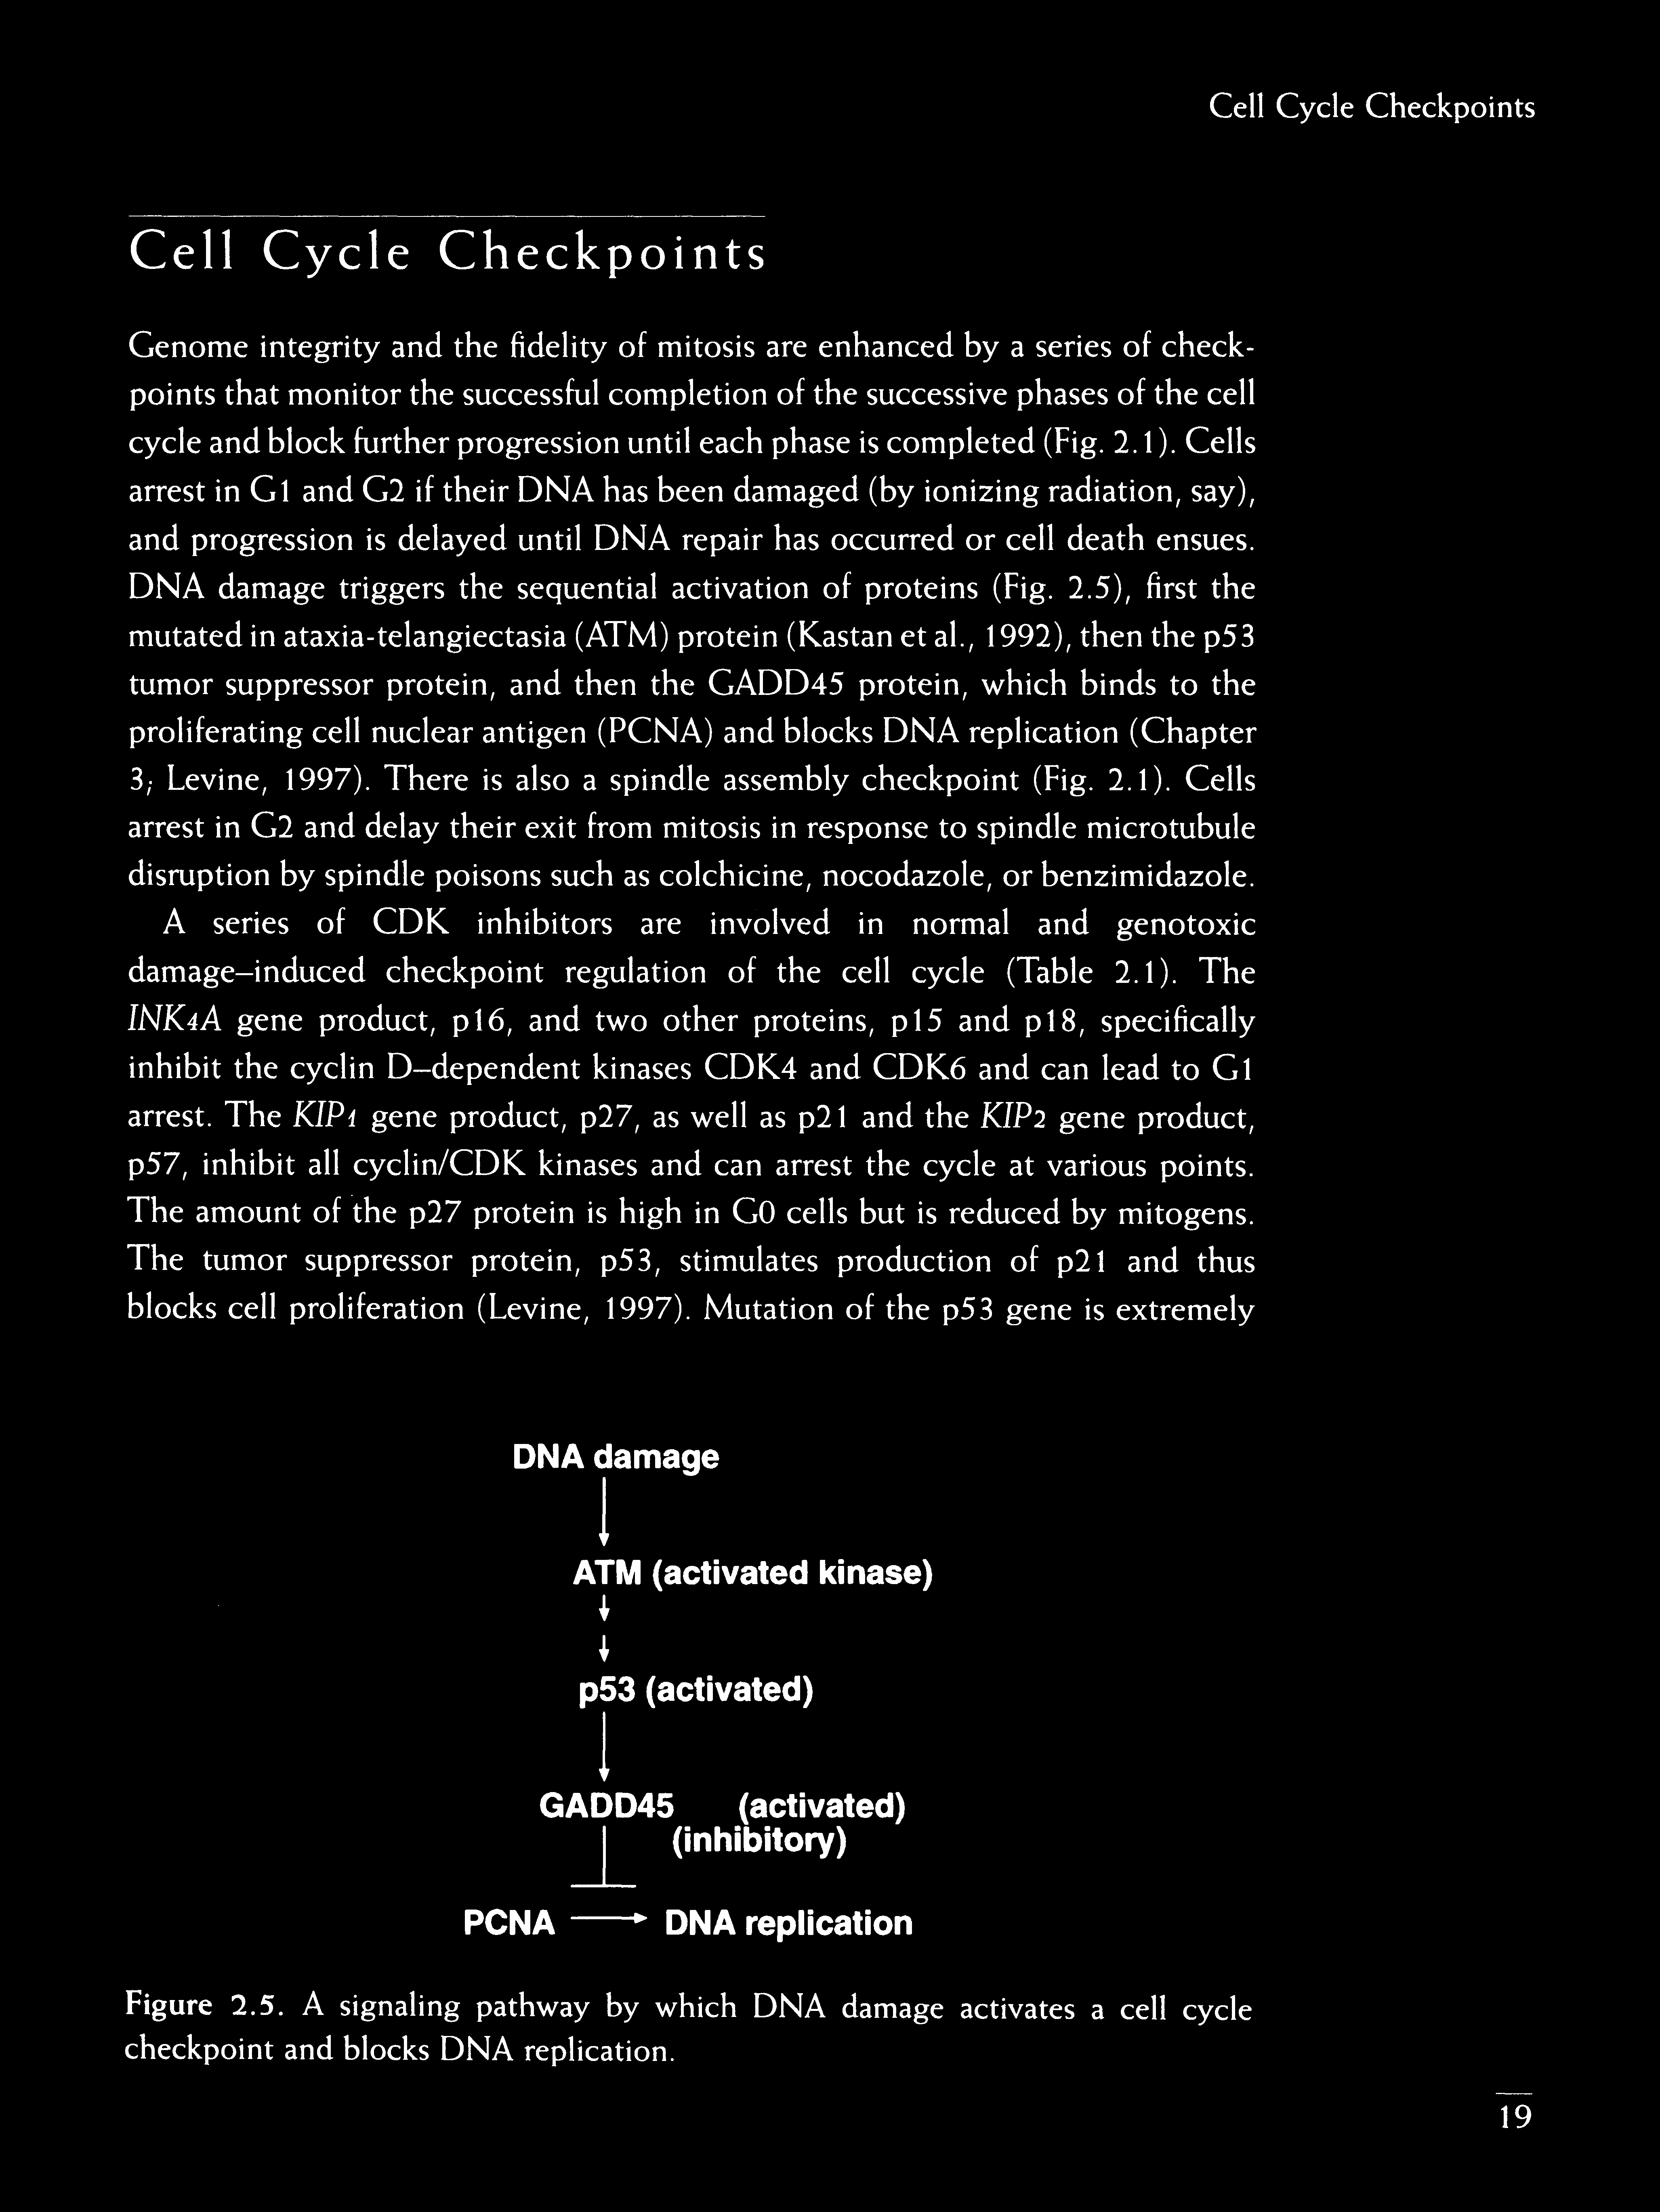 Cell Cycle Checkpoints
Cell Cycle Checkpoints
Genome integrity and the fidelity of mitosis are enhanced by a series of check-
points that monitor the successful completion of the successive phases of the cell
cycle and block further progression until each phase is completed (Fig. 2.1). Cells
arrest in G1 and G2 if their DNA has been damaged (by ionizing radiation, say),
and progression is delayed until DNA repair has occurred or cell death ensues.
DNA damage triggers the sequential activation of proteins (Fig. 2.5), first the
mutated in ataxia-telangiectasia (ATM) protein (Kastan et al., 1992), then the p53
tumor suppressor protein, and then the GADD45 protein, which binds to the
proliferating cell nuclear antigen (PCNA) and blocks DNA replication (Chapter
3; Levine, 1997). There is also a spindle assembly checkpoint (Fig. 2.1). Cells
arrest in G2 and delay their exit from mitosis in response to spindle microtubule
disruption by spindle poisons such as colchicine, nocodazole, or benzimidazole.
A series of CDK inhibitors are involved in normal and genotoxic
damage–induced checkpoint regulation of the cell cycle (Table 2.1). The
INK4A gene product, p16, and two other proteins, p15 and p18, specifically
inhibit the cyclin D–dependent kinases CDK4 and CDK6 and can lead to G1
arrest. The KIP1 gene product, p27, as well as p21 and the KIP2 gene product,
p57, inhibit all cyclin/CDK kinases and can arrest the cycle at various points.
The amount of the p27 protein is high in G0 cells but is reduced by mitogens.
The tumor suppressor protein, p53, stimulates production of p21 and thus
blocks cell proliferation (Levine, 1997). Mutation of the p53 gene is extremely
DNA damage
ATM (activated kinase)
p53 (activated)
GADD45 (activated)
(inhibitory)
PCNA → DNA replication
Figure 2.5. A signaling pathway by which DNA damage activates a cell cycle
checkpoint and blocks DNA replication.
19